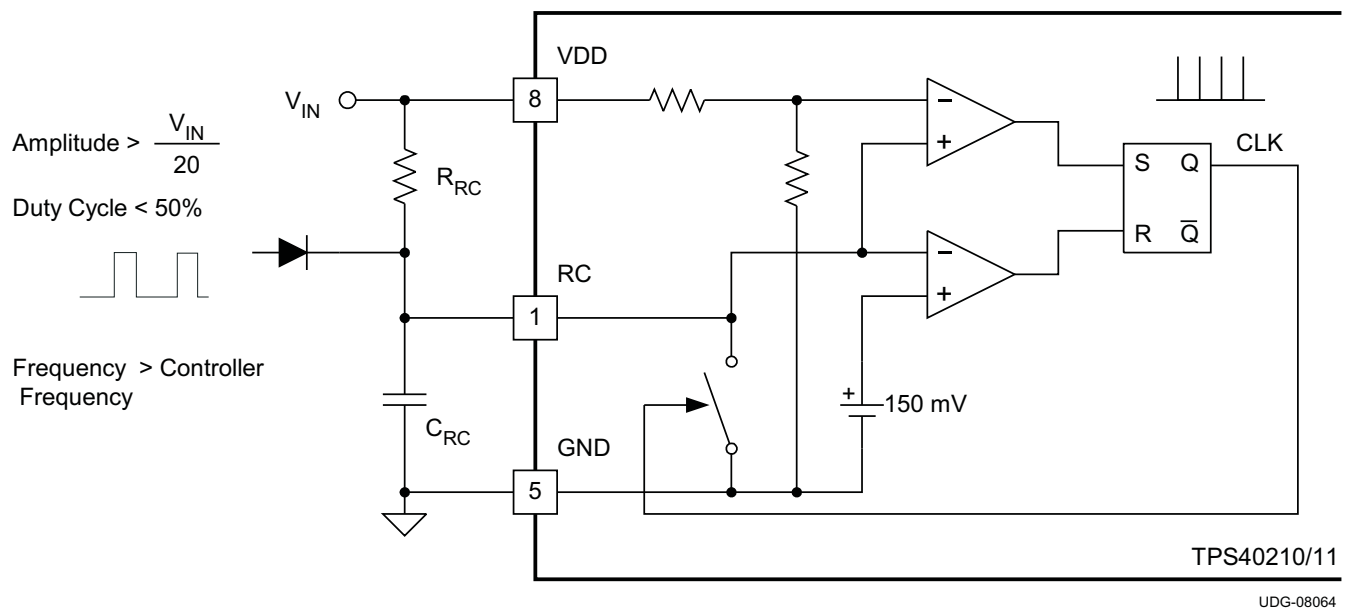 VDD
V_IN
8
−
+
Amplitude > V_IN / 20
R_RC
S Q
CLK
Duty Cycle < 50%
R Q̅
RC
−
+
1
Frequency > Controller
Frequency
+
150 mV
C_RC
GND
5
TPS40210/11
UDG-08064